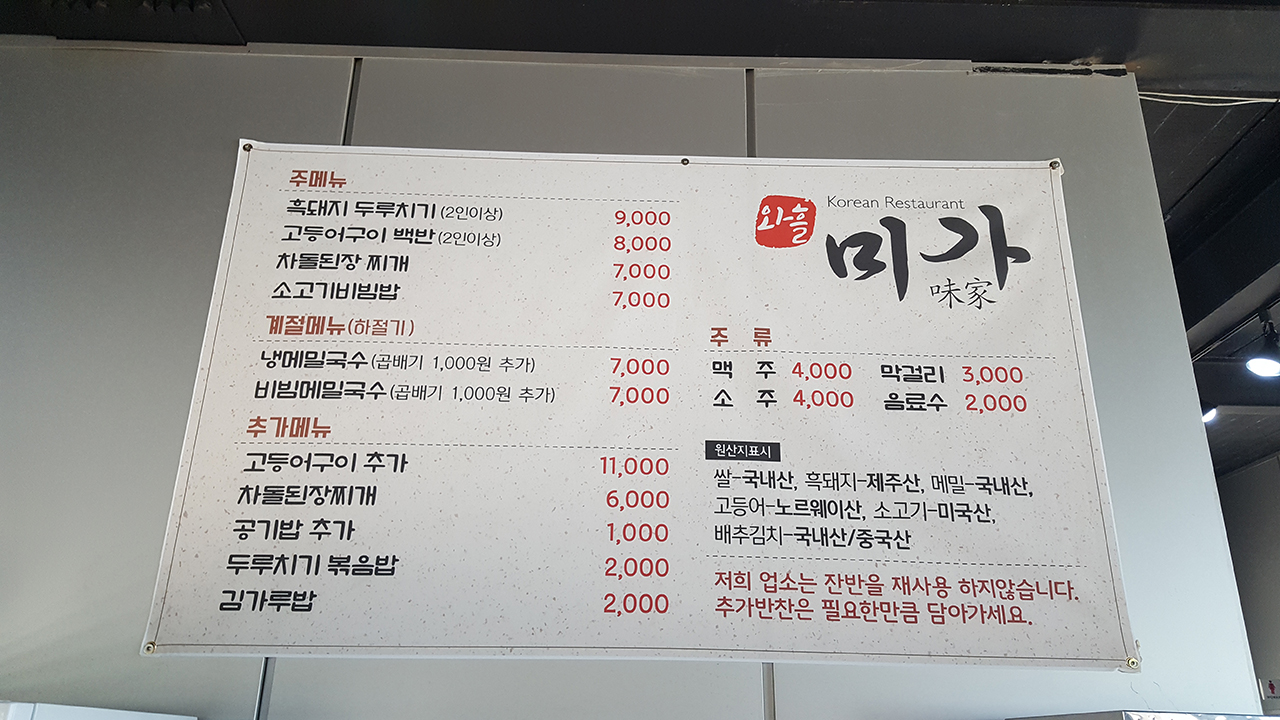 주메뉴
흑돼지 두루치기 (2인이상) 9,000
고등어구이 백반 (2인이상) 8,000
차돌된장 찌개 7,000
소고기비빔밥 7,000
계절메뉴 (하절기)
냉메밀국수 (곱배기 1,000원 추가) 7,000
비빔메밀국수 (곱배기 1,000원 추가) 7,000
추가메뉴
고등어구이 추가 11,000
차돌된장찌개 6,000
공기밥 추가 1,000
두루치기 볶음밥 2,000
김가루밥 2,000
와흘
Korean Restaurant
미가
味家
주 류
맥 주 4,000 막걸리 3,000
소 주 4,000 음료수 2,000
원산지표시
쌀-국내산, 흑돼지-제주산, 메밀-국내산,
고등어-노르웨이산, 소고기-미국산,
배추김치-국내산/중국산
저희 업소는 잔반을 재사용 하지않습니다.
추가반찬은 필요한만큼 담아가세요.